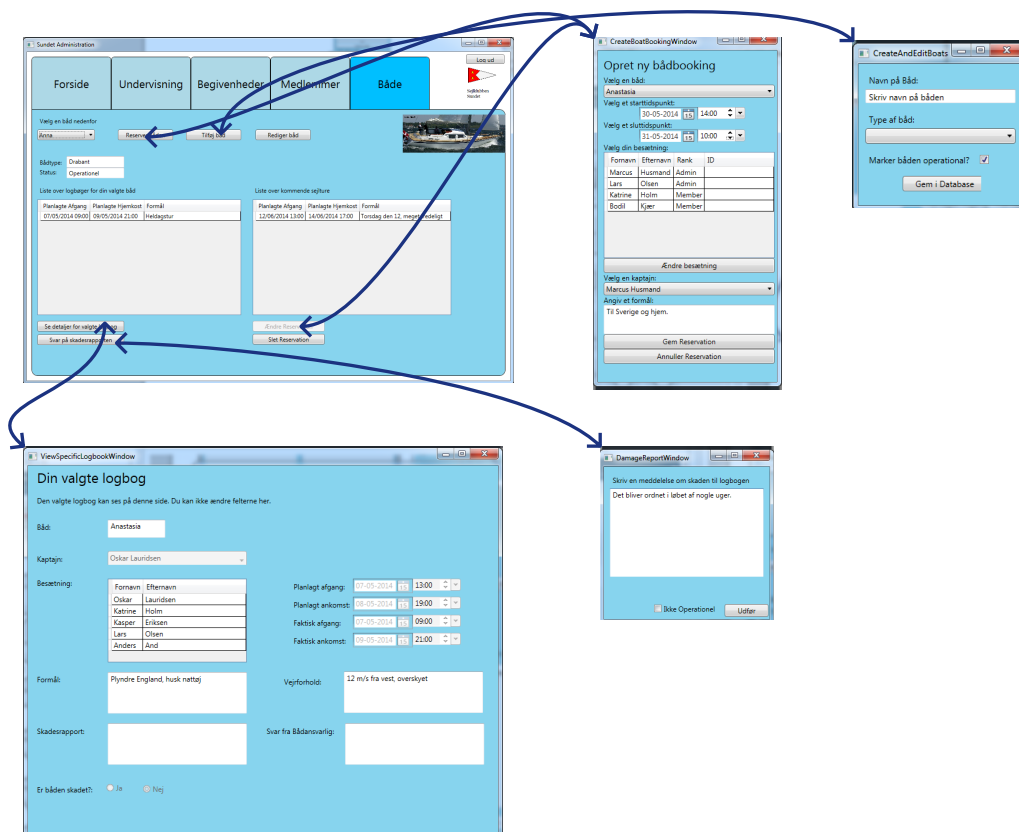 Sundet Administration
Log ud
Forside Undervisning Begivenheder Medlemmer Både
Sejlklubben
Sundet
Vælg en båd nedenfor
Anna Tilføj båd Rediger båd
Bådtype: Drabant
Status: Operationel
Liste over logbøger for din valgte båd
Planlagte Afgang Planlagte Hjemkost Formål
07/05/2014 09:00 09/05/2014 21:00 Heldagstur
Liste over kommende sejlture
Planlagte Afgang Planlagte Hjemkost Formål
12/06/2014 13:00 14/06/2014 17:00 Torsdag den 12, meget
Se detaljer for valgte
Svar på skadesrapporten
Ændre
Slet Reservation
CreateBoatBookingWindow
Opret ny bådbooking
Vælg en båd:
Anastasia
Vælg et starttidspunkt:
30-05-2014 15 14:00
Vælg et sluttidspunkt:
31-05-2014 15 10:00
Vælg din besætning:
Fornavn Efternavn Rank ID
Marcus Husmand Admin
Lars Olsen Admin
Katrine Holm Member
Bodil Kjær Member
Ændre besætning
Vælg en kaptajn:
Marcus Husmand
Angiv et formål:
Til Sverige og hjem.
Gem Reservation
Annuller Reservation
CreateAndEditBoats
Navn på Båd:
Skriv navn på båden
Type af båd:
Marker båden operational?
Gem i Database
ViewSpecificLogbookWindow
Din valgte logbog
Den valgte logbog kan ses på denne side. Du kan ikke ændre felterne her.
Båd: Anastasia
Kaptajn: Oskar Lauridsen
Besætning:
Fornavn Efternavn
Oskar Lauridsen
Katrine Holm
Kasper Eriksen
Lars Olsen
Anders And
Planlagt afgang: 07-05-2014 15 13:00
Planlagt ankomst: 08-05-2014 15 19:00
Faktisk afgang: 07-05-2014 15 09:00
Faktisk ankomst: 09-05-2014 15 21:00
Formål: Plyndre England, husk nattøj
Vejrforhold: 12 m/s fra vest, overskyet
Skadesrapport:
Svar fra Bådansvarlig:
Er båden skadet?: Ja Nej
DamageReportWindow
Skriv en meddelelse om skaden til logbogen
Det bliver ordnet i løbet af nogle uger.
Ikke Operationel Udfør